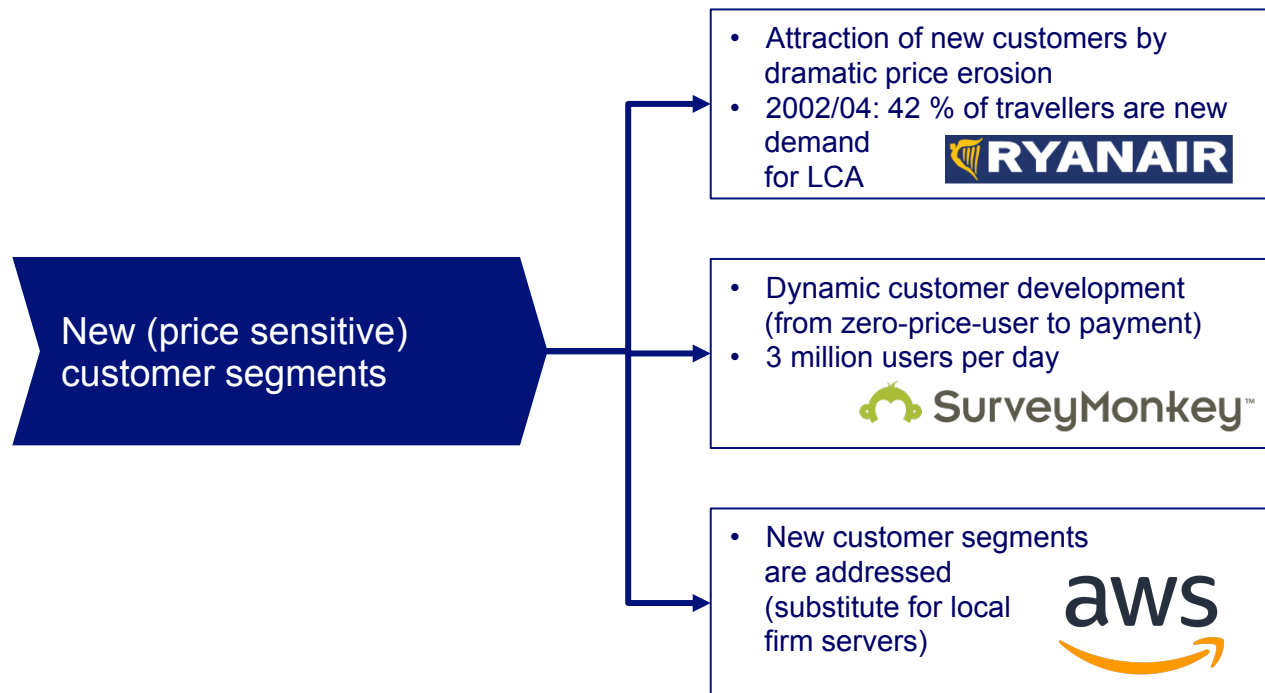 • Attraction of new customers by
dramatic price erosion
• 2002/04: 42 % of travellers are new
demand
for LCA
RYANAIR
New (price sensitive)
customer segments
• Dynamic customer development
(from zero-price-user to payment)
• 3 million users per day
SurveyMonkey™
• New customer segments
are addressed
(substitute for local
firm servers)
aws